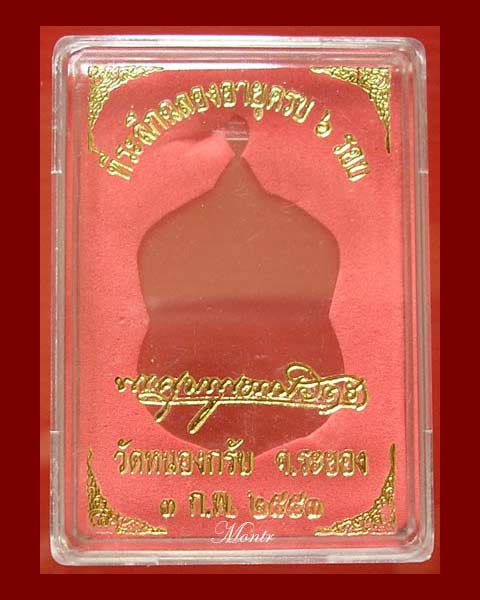 ที่ระลึกฉลองอายุครบ ๖ รอบ
วัดหนองกรับ จ.ระยอง
๓ ก.พ. ๒๕๕๓
Montr